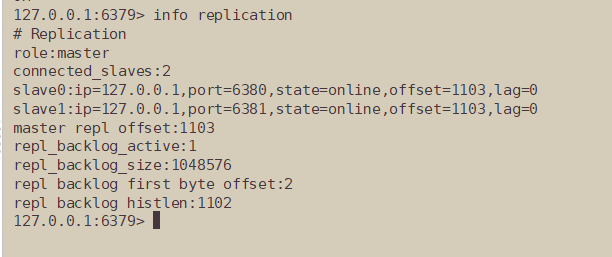 127.0.0.1:6379> info replication
# Replication
role:master
connected_slaves:2
slave0:ip=127.0.0.1,port=6380,state=online,offset=1103,lag=0
slave1:ip=127.0.0.1,port=6381,state=online,offset=1103,lag=0
master repl offset:1103
repl_backlog_active:1
repl_backlog_size:1048576
repl backlog first byte offset:2
repl backlog histlen:1102
127.0.0.1:6379>